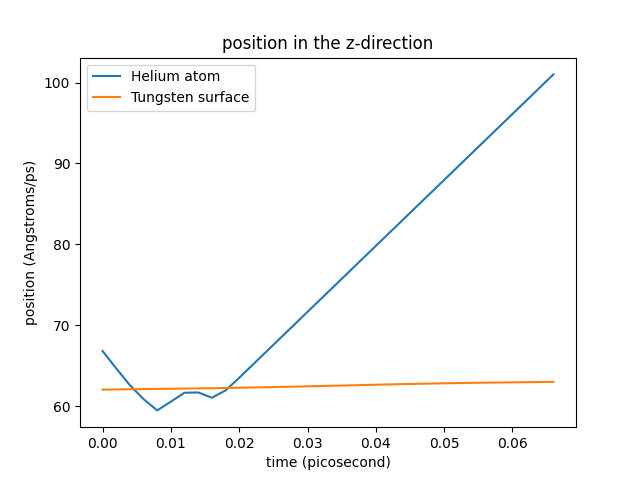 position in the z-direction
Helium atom
Tungsten surface
position (Angstroms/ps)
100
90
80
70
60
0.00 0.01 0.02 0.03 0.04 0.05 0.06
time (picosecond)